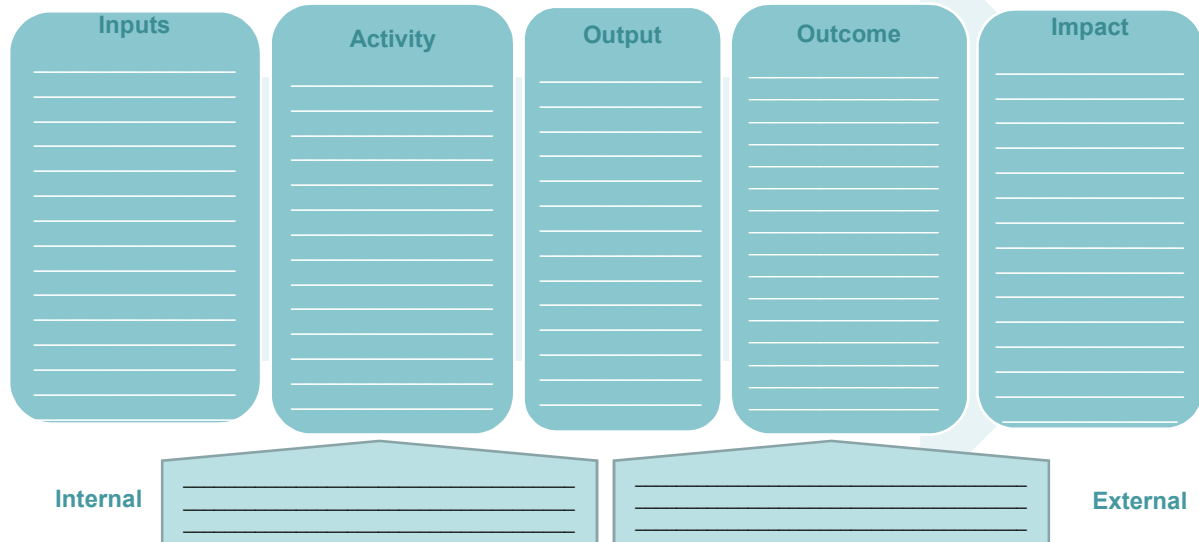 Inputs
Activity
Output
Outcome
Impact
Internal
External